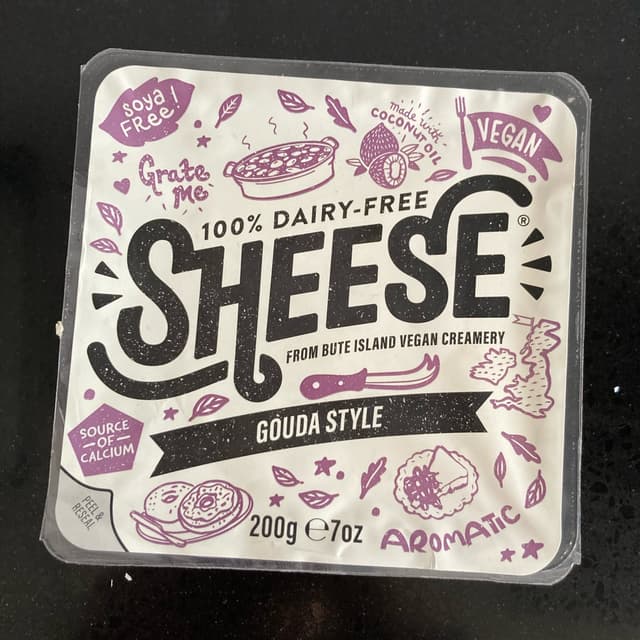 soya
FRee!
made with
COCONUT OIL
VEGAN
Grate
Me
100% DAIRY-FREE
SHEESE®
FROM BUTE ISLAND VEGAN CREAMERY
GOUDA STYLE
SOURCE
— OF —
CALCIUM
PEEL &
RESEAL
200g ℮ 7oz
AROMATIC